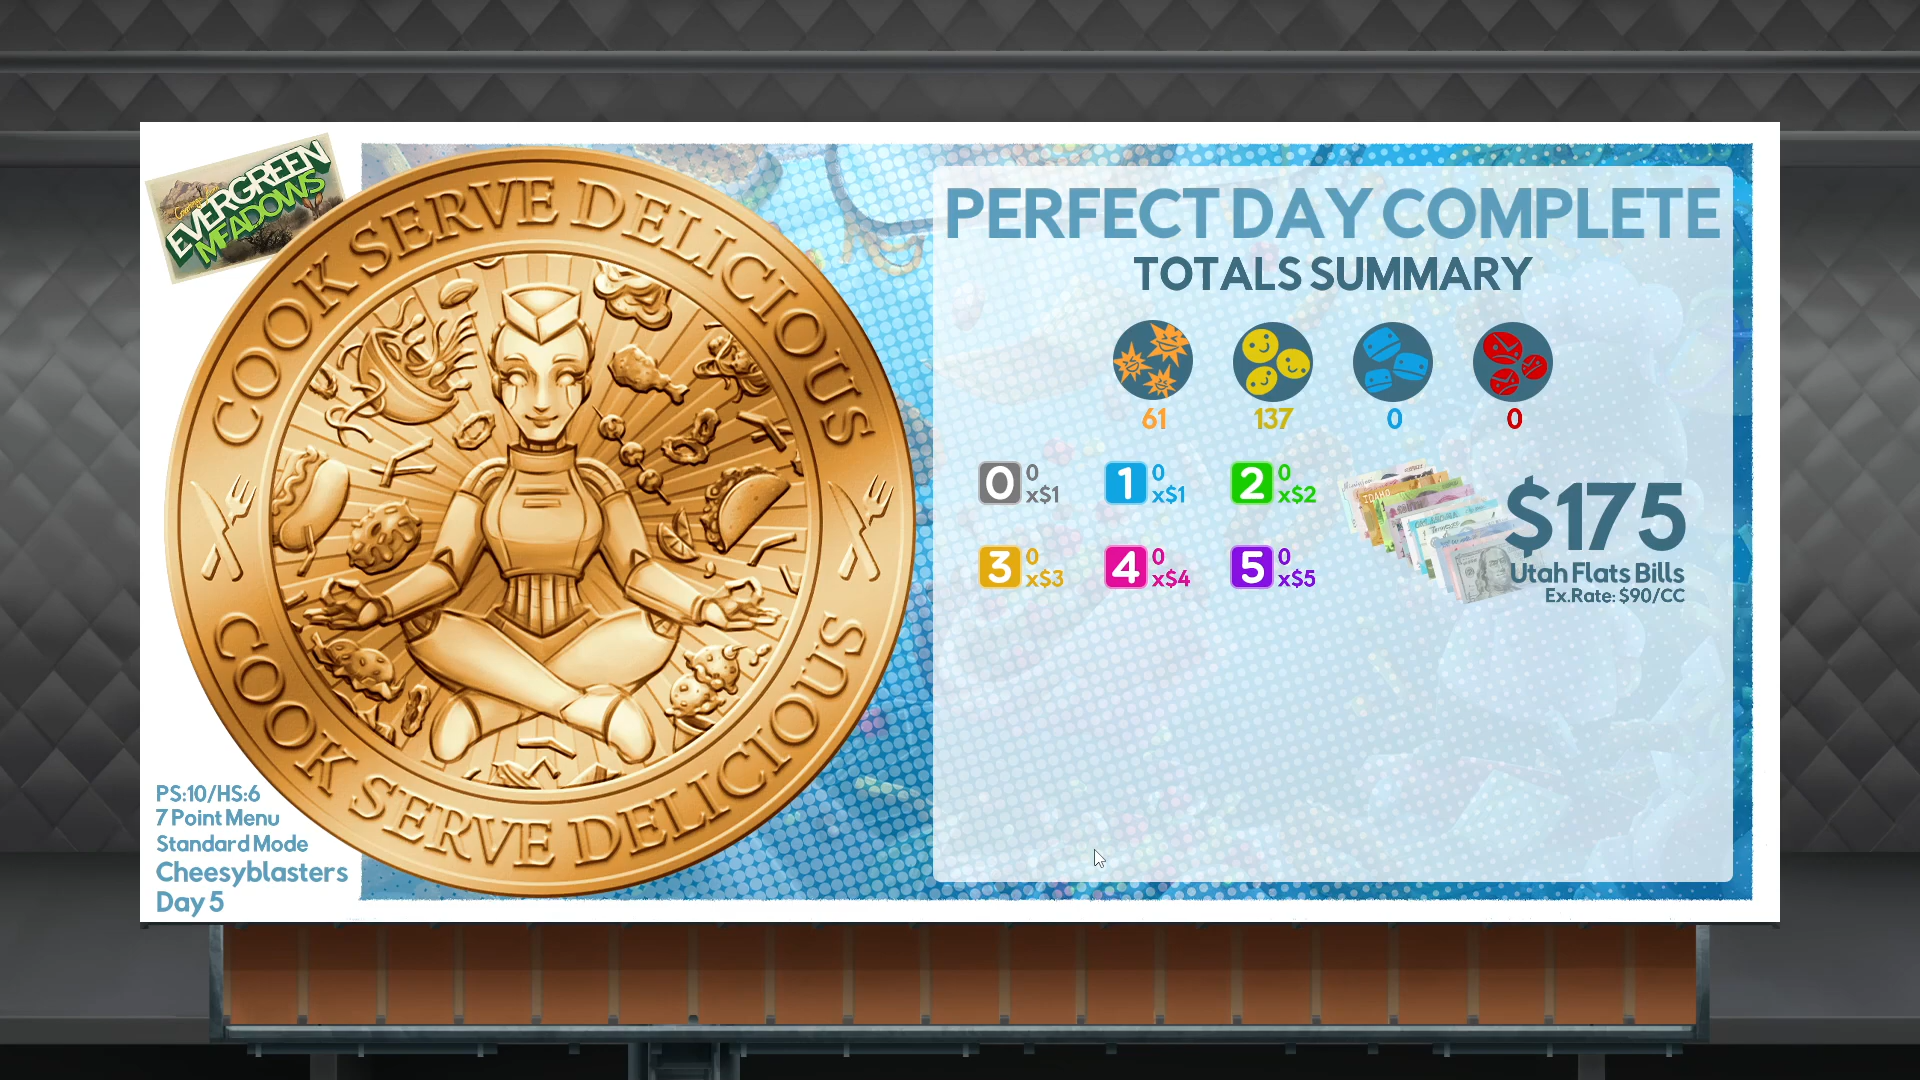 Evergreen
Meadows
COOK SERVE DELICIOUS
COOK SERVE DELICIOUS
PS:10/HS:6
7 Point Menu
Standard Mode
Cheesyblasters
Day 5
PERFECT DAY COMPLETE
TOTALS SUMMARY
61 137 0 0
0 0 x$1
1 0 x$1
2 0 x$2
3 0 x$3
4 0 x$4
5 0 x$5
IDAHO
$175
Utah Flats Bills
Ex.Rate: $90/CC